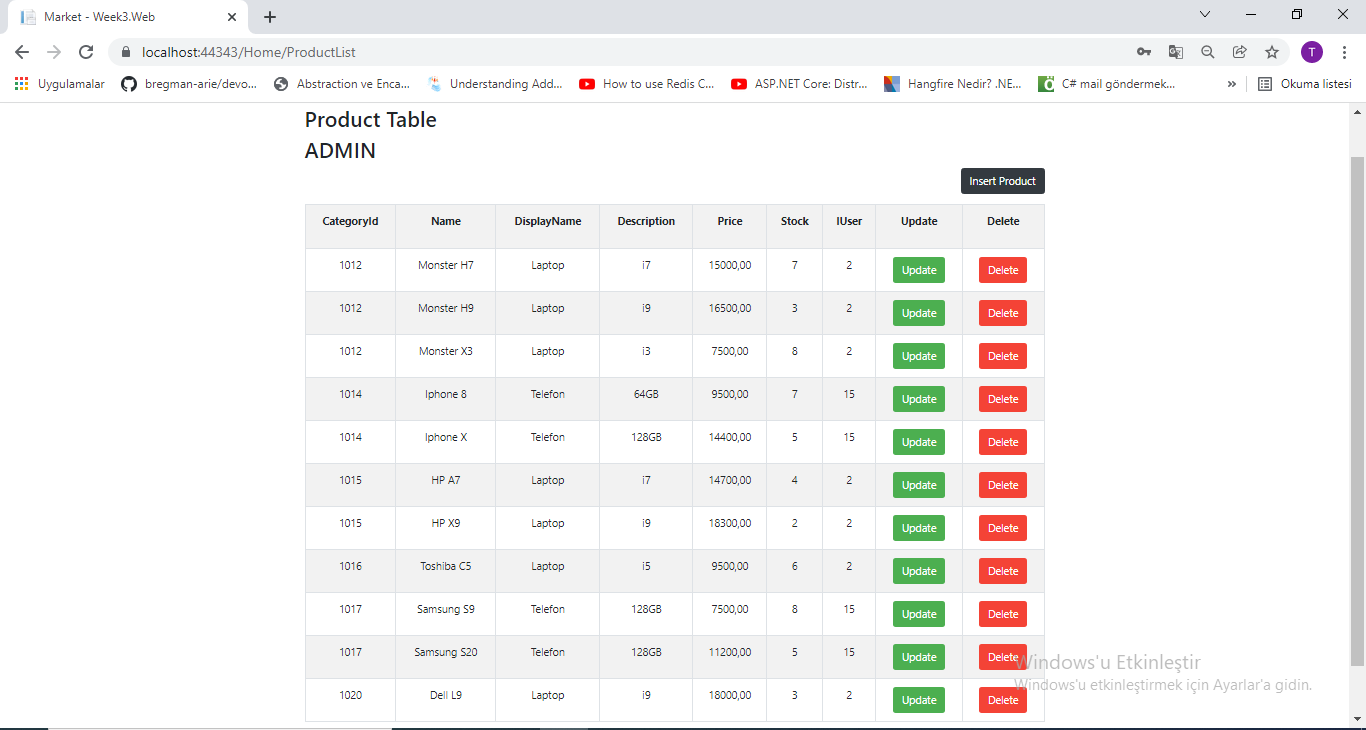 Market - Week3.Web
localhost:44343/Home/ProductList
T
Uygulamalar bregman-arie/devo... Abstraction ve Enca... Understanding Add... How to use Redis C... ASP.NET Core: Distr... Hangfire Nedir? .NE... C# mail göndermek... » Okuma listesi
Product Table
ADMIN
Insert Product
CategoryId Name DisplayName Description Price Stock IUser Update Delete
1012 Monster H7 Laptop i7 15000,00 7 2 Update Delete
1012 Monster H9 Laptop i9 16500,00 3 2 Update Delete
1012 Monster X3 Laptop i3 7500,00 8 2 Update Delete
1014 Iphone 8 Telefon 64GB 9500,00 7 15 Update Delete
1014 Iphone X Telefon 128GB 14400,00 5 15 Update Delete
1015 HP A7 Laptop i7 14700,00 4 2 Update Delete
1015 HP X9 Laptop i9 18300,00 2 2 Update Delete
1016 Toshiba C5 Laptop i5 9500,00 6 2 Update Delete
1017 Samsung S9 Telefon 128GB 7500,00 8 15 Update Delete
1017 Samsung S20 Telefon 128GB 11200,00 5 15 Update Delete
1020 Dell L9 Laptop i9 18000,00 3 2 Update Delete
Windows'u Etkinleştir
Windows'u etkinleştirmek için Ayarlar'a gidin.